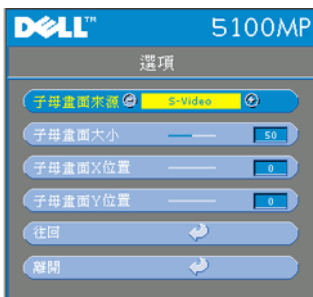 DELL™ 5100MP
選項
子母畫面來源 S-Video
子母畫面大小 50
子母畫面X位置 0
子母畫面Y位置 0
往回
離開